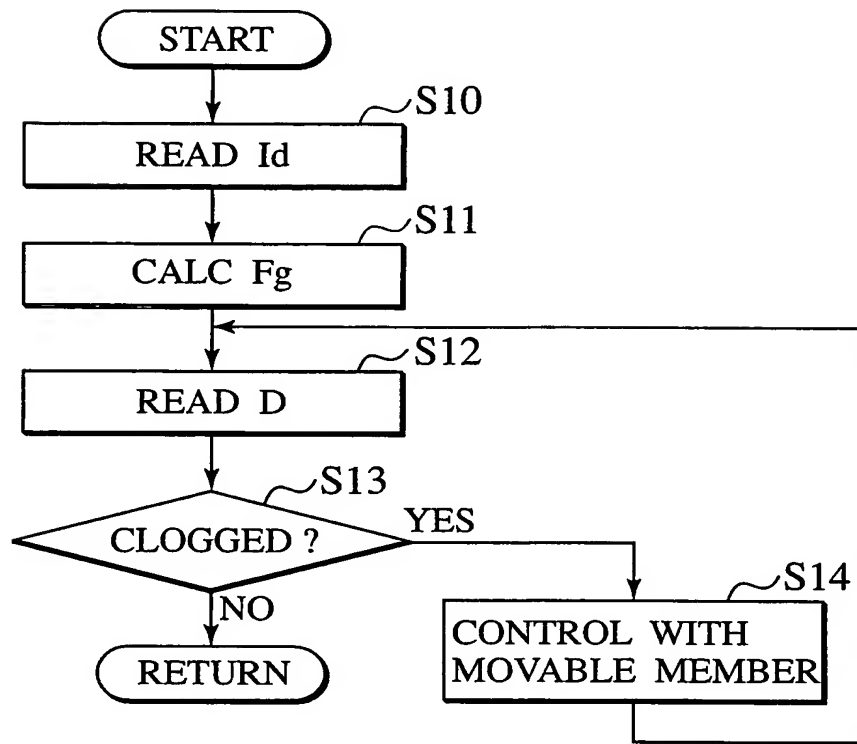 START
S10
READ Id
S11
CALC Fg
S12
READ D
S13
CLOGGED ?
YES
NO
S14
CONTROL WITH
MOVABLE MEMBER
RETURN